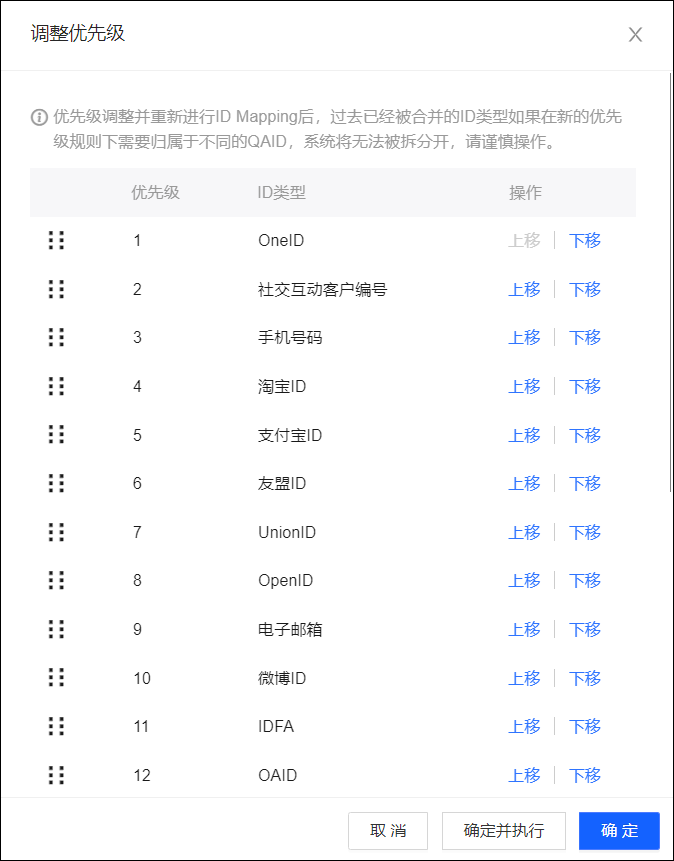 调整优先级
优先级调整并重新进行ID Mapping后，过去已经被合并的ID类型如果在新的优先
级规则下需要归属于不同的QAID，系统将无法被拆分开，请谨慎操作。
优先级 ID类型 操作
1 OneID 上移 下移
2 社交互动客户编号 上移 下移
3 手机号码 上移 下移
4 淘宝ID 上移 下移
5 支付宝ID 上移 下移
6 友盟ID 上移 下移
7 UnionID 上移 下移
8 OpenID 上移 下移
9 电子邮箱 上移 下移
10 微博ID 上移 下移
11 IDFA 上移 下移
12 OAID 上移 下移
取 消 确定并执行 确 定